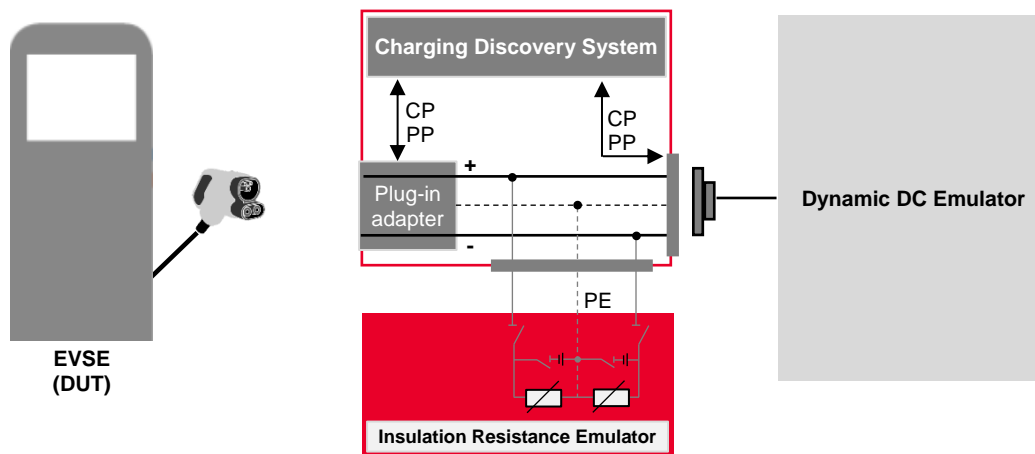 Charging Discovery System
CP
PP
CP
PP
+
Plug-in
adapter
-
Dynamic DC Emulator
PE
EVSE
(DUT)
Insulation Resistance Emulator